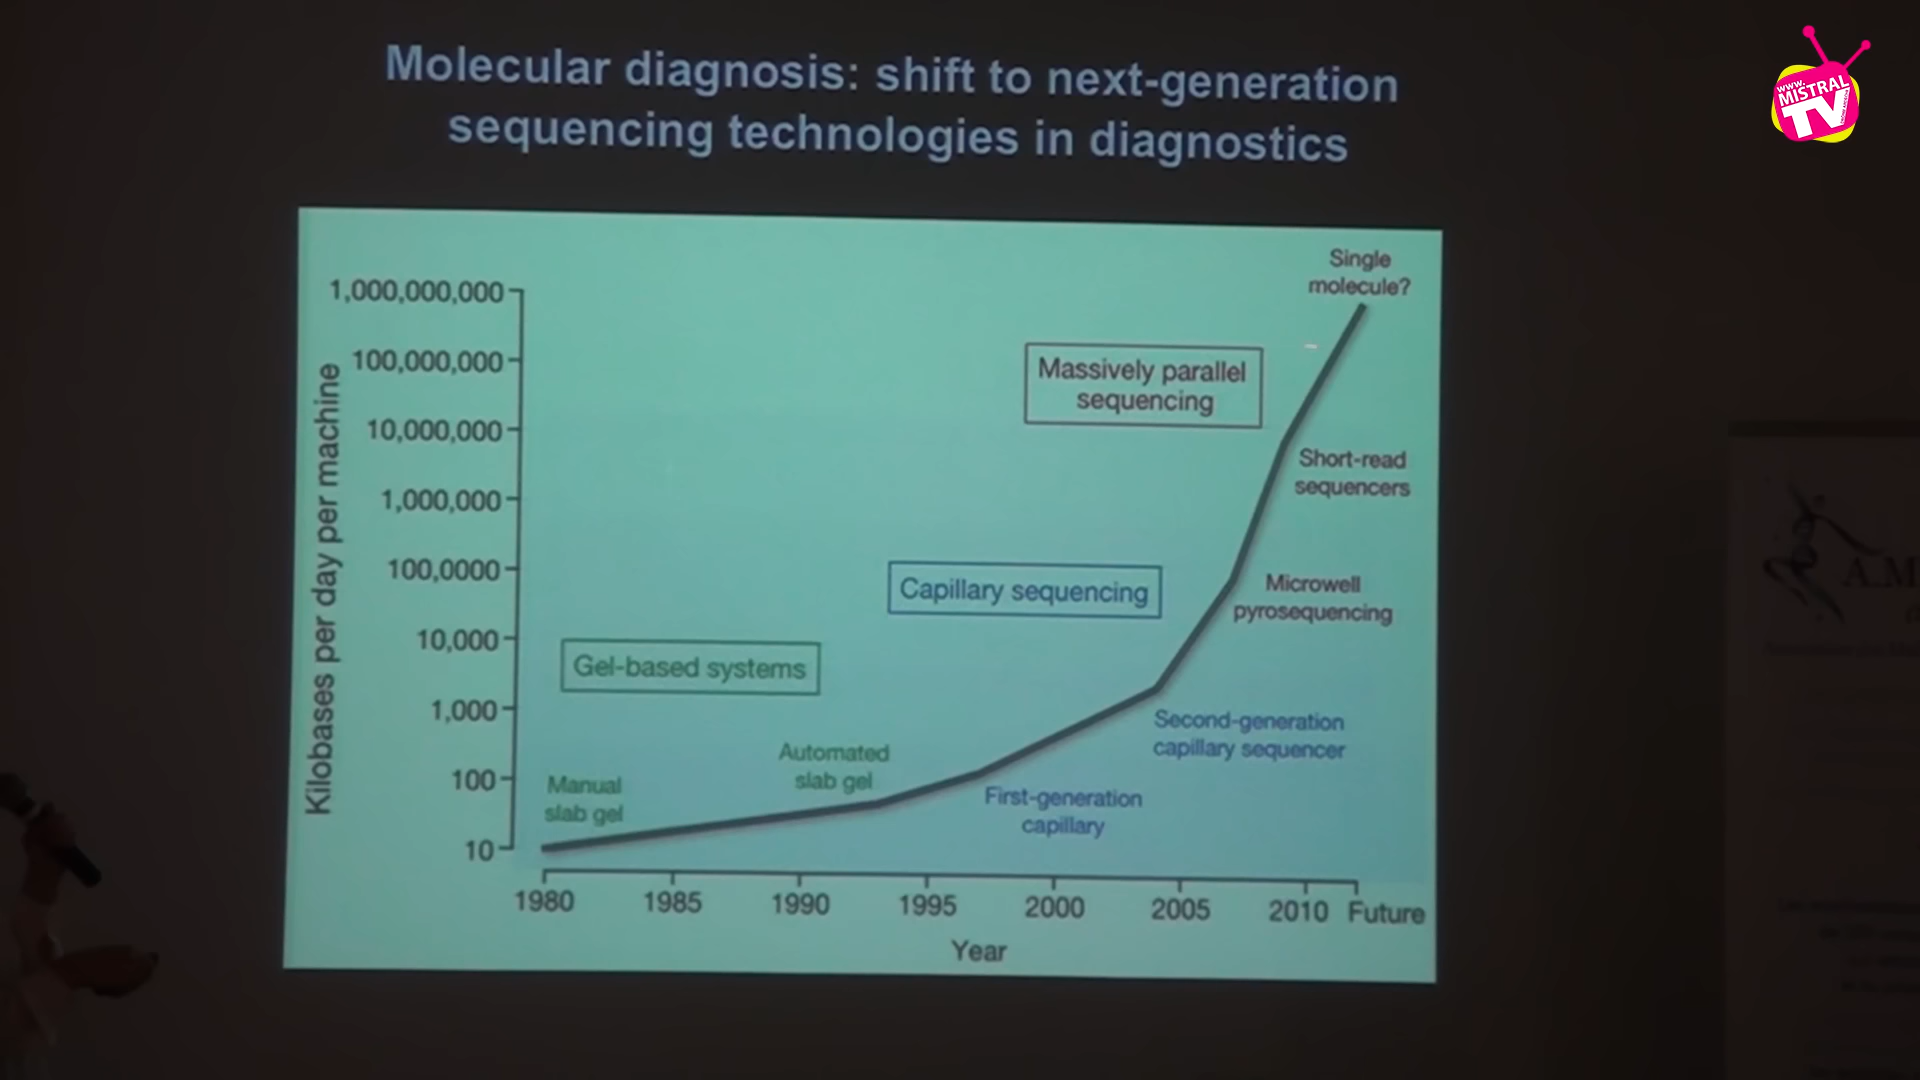 Molecular diagnosis: shift to next-generation
sequencing technologies in diagnostics
www.
MISTRAL
TV
Single
molecule?
1,000,000,000
100,000,000
10,000,000
1,000,000
100,0000
10,000
1,000
100
10
Kilobases per day per machine
Massively parallel
sequencing
Short-read
sequencers
Capillary sequencing
Microwell
pyrosequencing
Gel-based systems
Second-generation
capillary sequencer
Automated
slab gel
Manual
slab gel
First-generation
capillary
1980 1985 1990 1995 2000 2005 2010 Future
Year
A.M